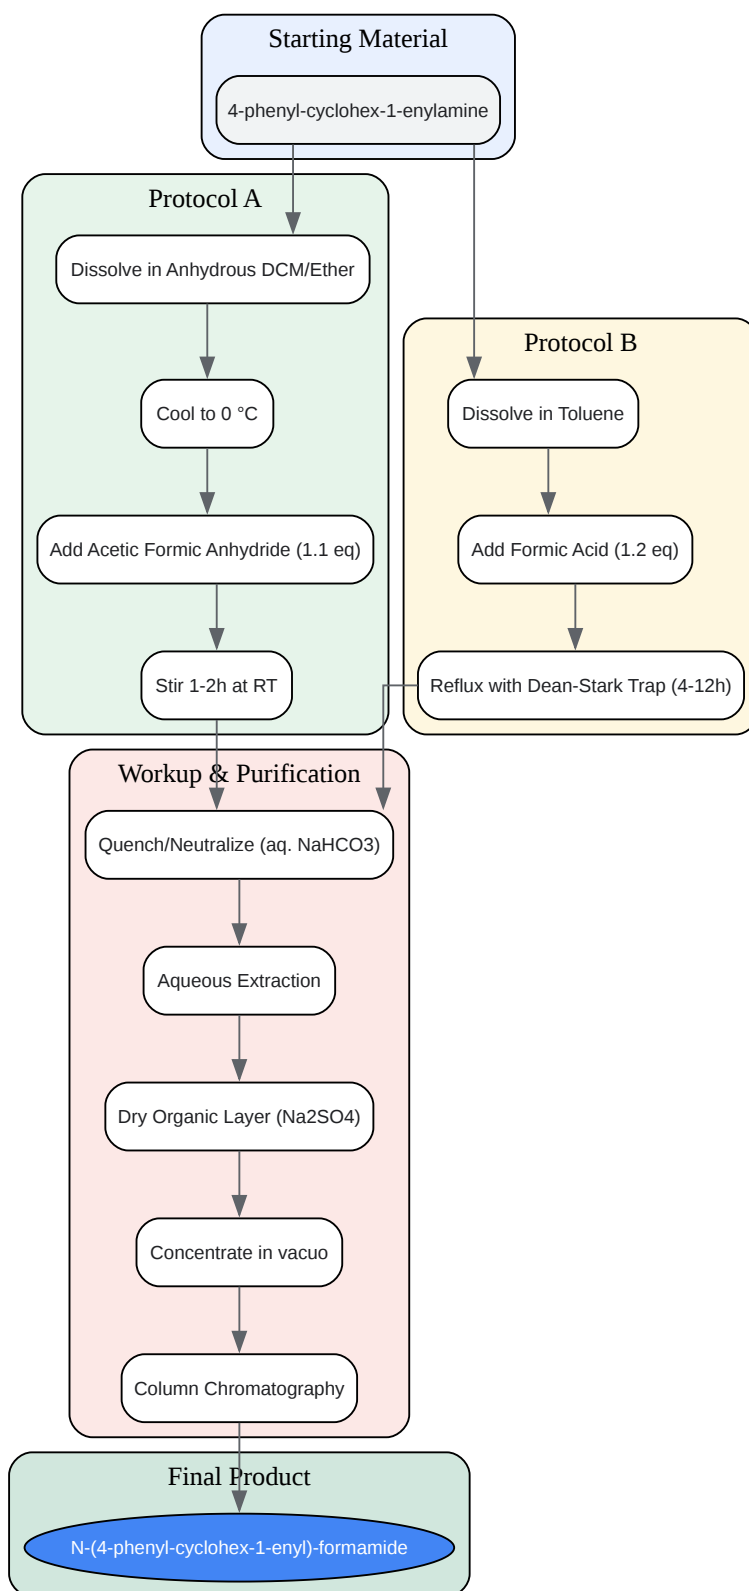 Starting Material
4-phenyl-cyclohex-1-enylamine
Protocol A
Dissolve in Anhydrous DCM/Ether
Cool to 0 °C
Add Acetic Formic Anhydride (1.1 eq)
Stir 1-2h at RT
Protocol B
Dissolve in Toluene
Add Formic Acid (1.2 eq)
Reflux with Dean-Stark Trap (4-12h)
Workup & Purification
Quench/Neutralize (aq. NaHCO3)
Aqueous Extraction
Dry Organic Layer (Na2SO4)
Concentrate in vacuo
Column Chromatography
Final Product
N-(4-phenyl-cyclohex-1-enyl)-formamide